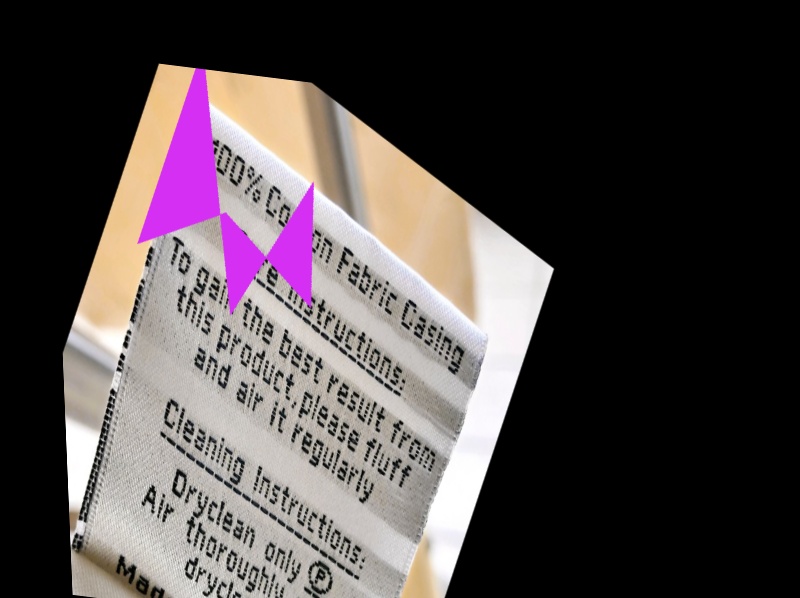 100% Fabric Casing
Instructions:
To gain the best result from
this product, please fluff
and air it regularly
Cleaning Instructions:
Dryclean only Ⓟ
Air thoroughly